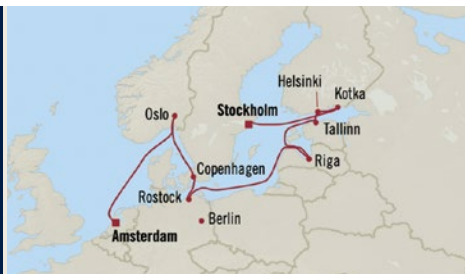 Helsinki
Kotka
Oslo
Stockholm
Tallinn
Copenhagen
Riga
Rostock
Berlin
Amsterdam